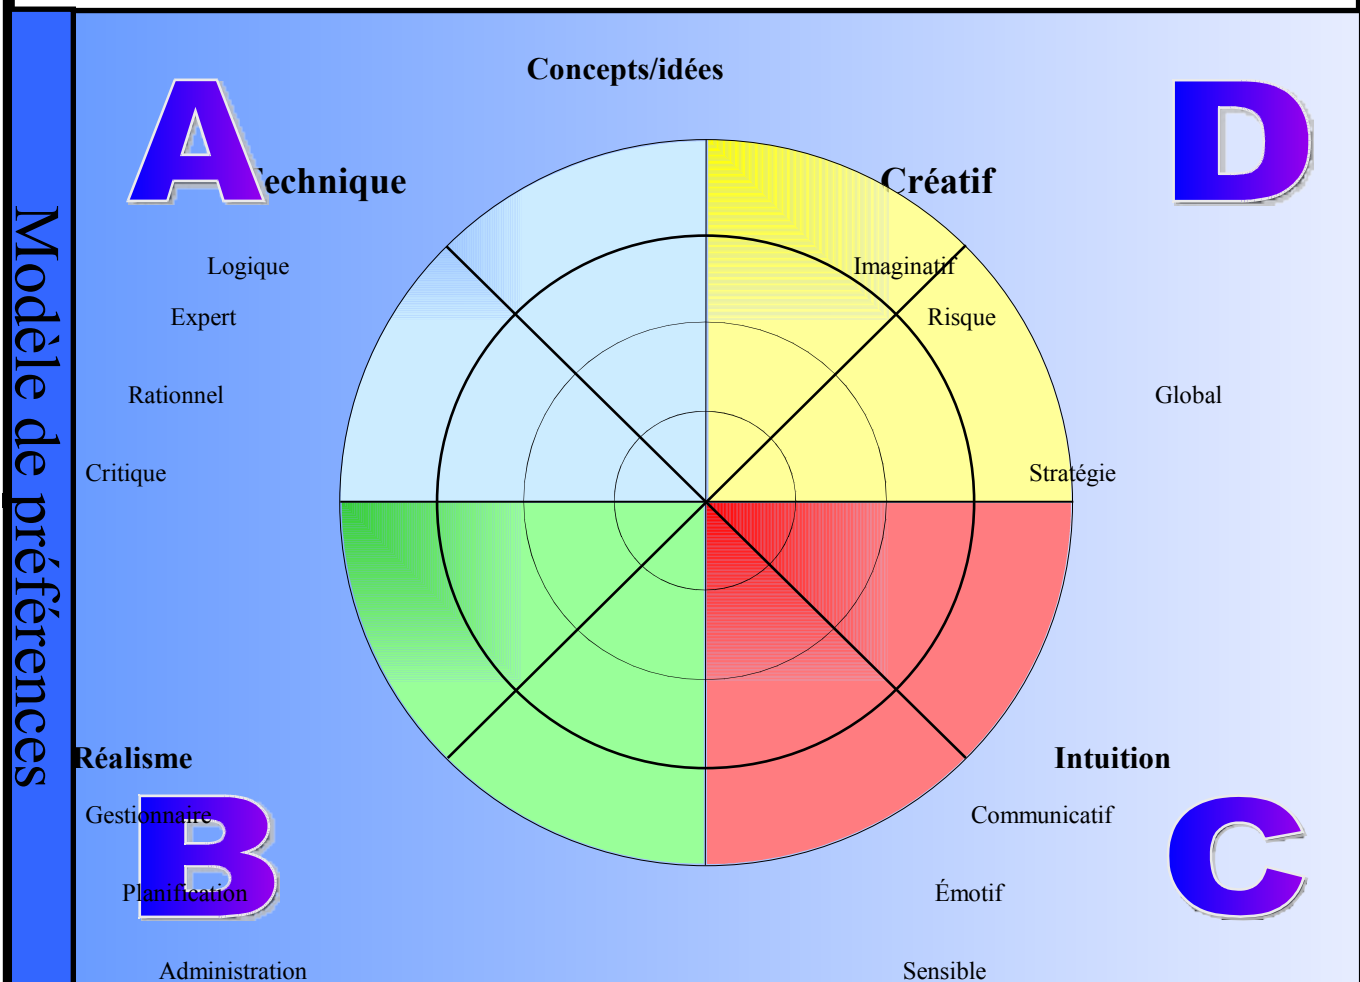 Modèle de préférences
Concepts/idées
A
D
Technique
Créatif
Logique
Imaginatif
Expert
Risque
Rationnel
Global
Critique
Stratégie
Réalisme
Intuition
Gestionnaire
Communicatif
B
C
Planification
Émotif
Administration
Sensible